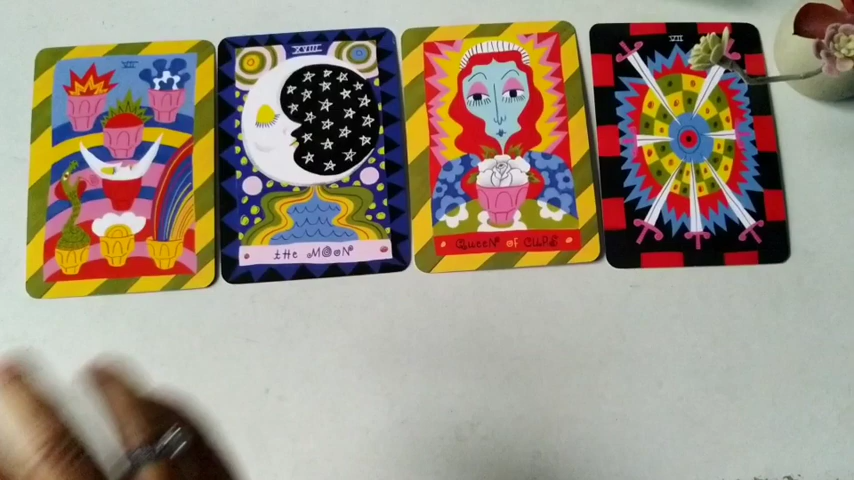 VII
XVIII
the MOON
QUEEN of CUPS
VII